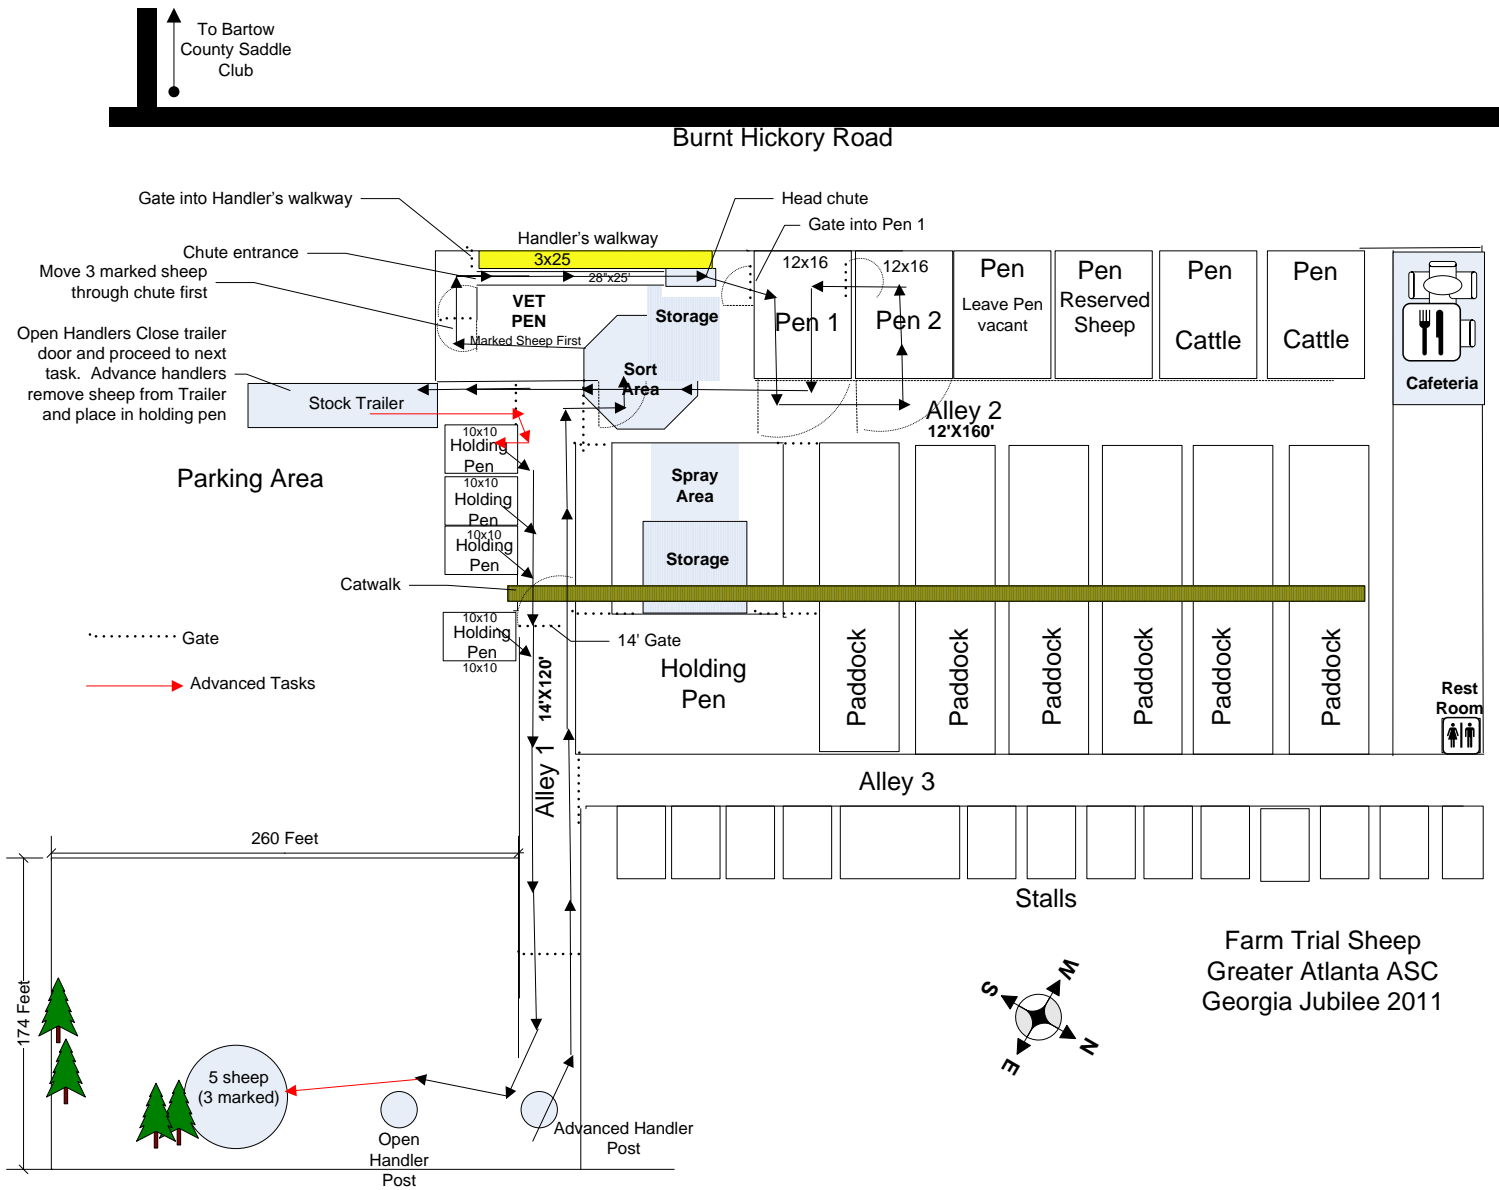 To Bartow
County Saddle
Club
Burnt Hickory Road
Gate into Handler's walkway
Head chute
Gate into Pen 1
Chute entrance
Handler's walkway
3x25
28"x25'
Move 3 marked sheep
through chute first
VET
PEN
Marked Sheep First
Storage
12x16
12x16
Pen 1
Pen 2
Pen
Leave Pen
vacant
Pen
Reserved
Sheep
Pen
Cattle
Pen
Cattle
Cafeteria
Open Handlers Close trailer
door and proceed to next
task. Advance handlers
remove sheep from Trailer
and place in holding pen
Stock Trailer
Sort
Area
Alley 2
12'X160'
Parking Area
10x10
Holding
Pen
10x10
Holding
Pen
10x10
Holding
Pen
Spray
Area
Storage
Catwalk
10x10
Holding
Pen
10x10
14' Gate
Gate
Advanced Tasks
14'X120'
Alley 1
Holding
Pen
Paddock
Paddock
Paddock
Paddock
Paddock
Paddock
Rest
Room
Alley 3
260 Feet
174 Feet
Stalls
Farm Trial Sheep
Greater Atlanta ASC
Georgia Jubilee 2011
W
S
N
E
5 sheep
(3 marked)
Open
Handler
Post
Advanced Handler
Post